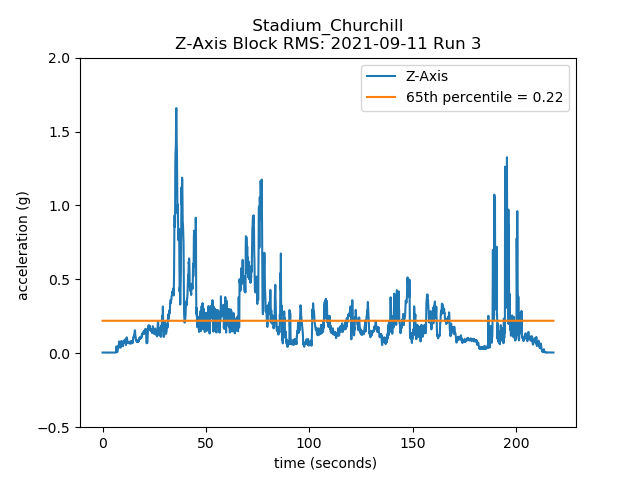 Stadium_Churchill
Z-Axis Block RMS: 2021-09-11 Run 3
Z-Axis
65th percentile = 0.22
2.0
1.5
1.0
0.5
0.0
−0.5
acceleration (g)
0
50
100
150
200
time (seconds)